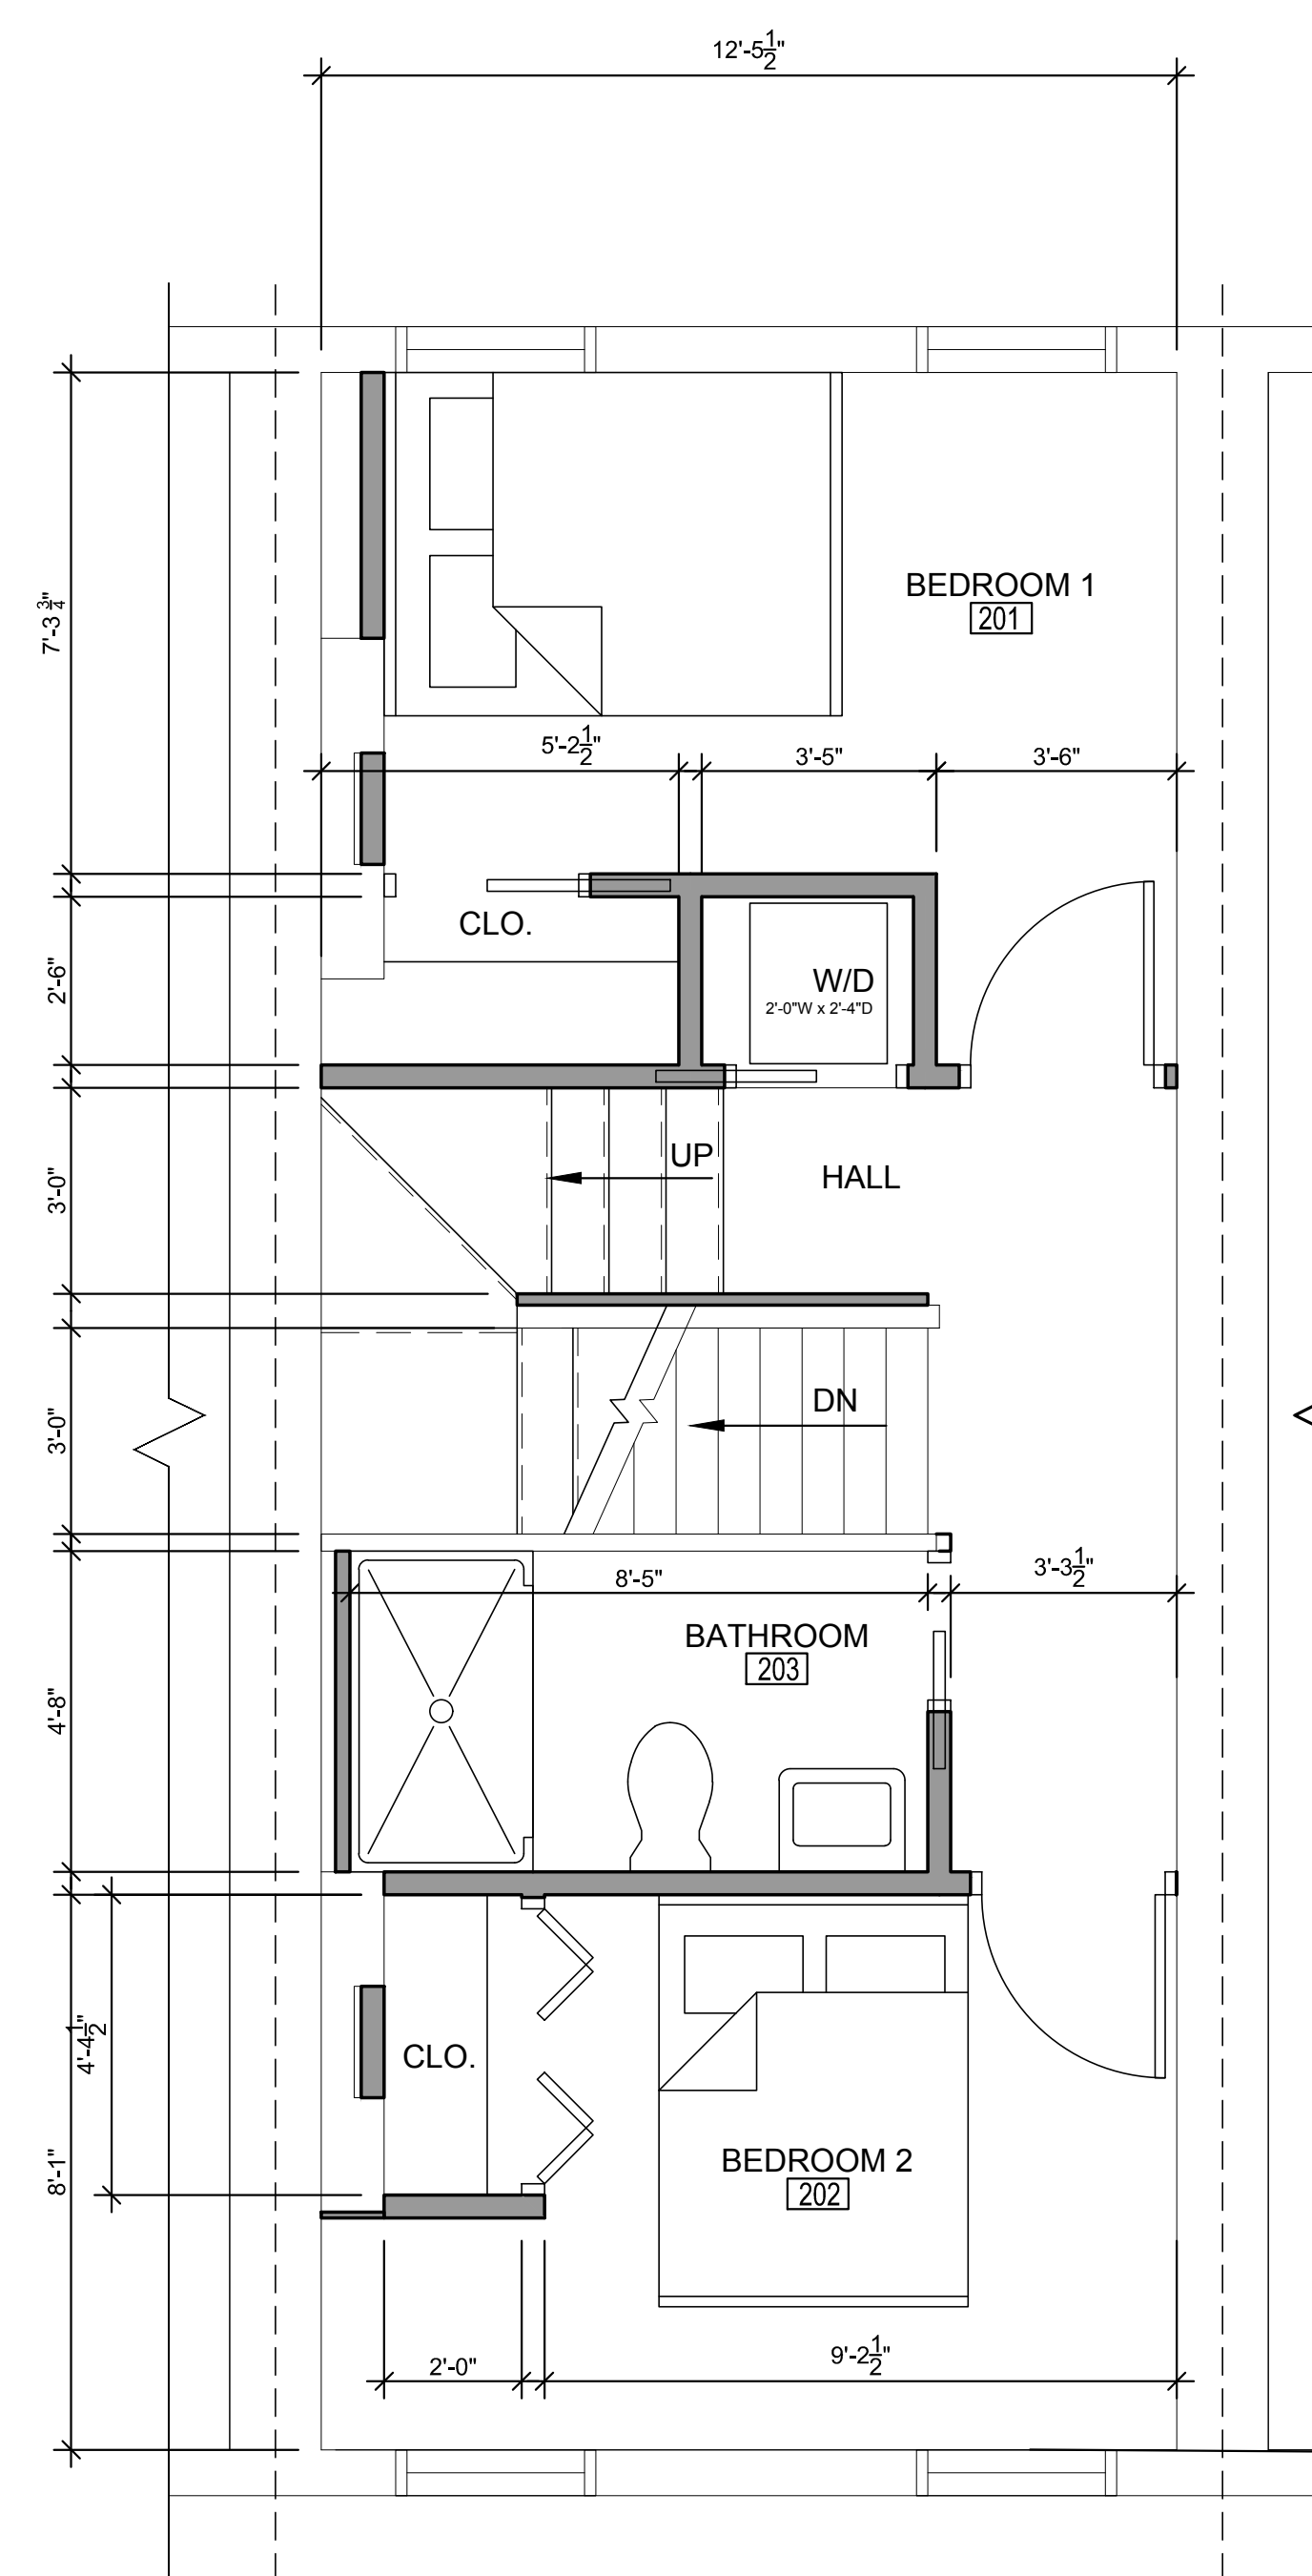 12'-5 1/2"
7'-3 3/4"
BEDROOM 1
201
5'-2 1/2"
3'-5"
3'-6"
CLO.
2'-6"
W/D
2'-0"W x 2'-4"D
UP
HALL
3'-0"
DN
3'-0"
8'-5"
3'-3 1/2"
BATHROOM
203
4'-8"
4'-4 1/2"
CLO.
8'-1"
BEDROOM 2
202
2'-0"
9'-2 1/2"